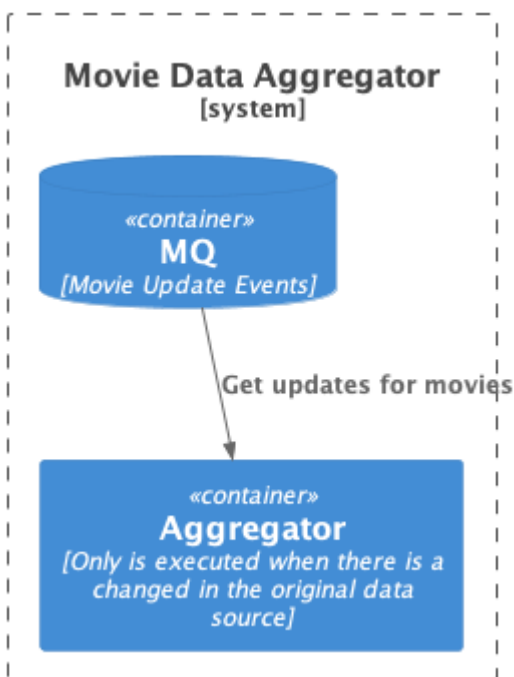 Movie Data Aggregator
[system]
«container»
MQ
[Movie Update Events]
Get updates for movies
«container»
Aggregator
[Only is executed when there is a
changed in the original data
source]